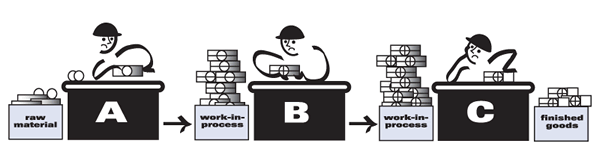 raw
material
A
work-in-
process
B
work-in-
process
C
finished
goods